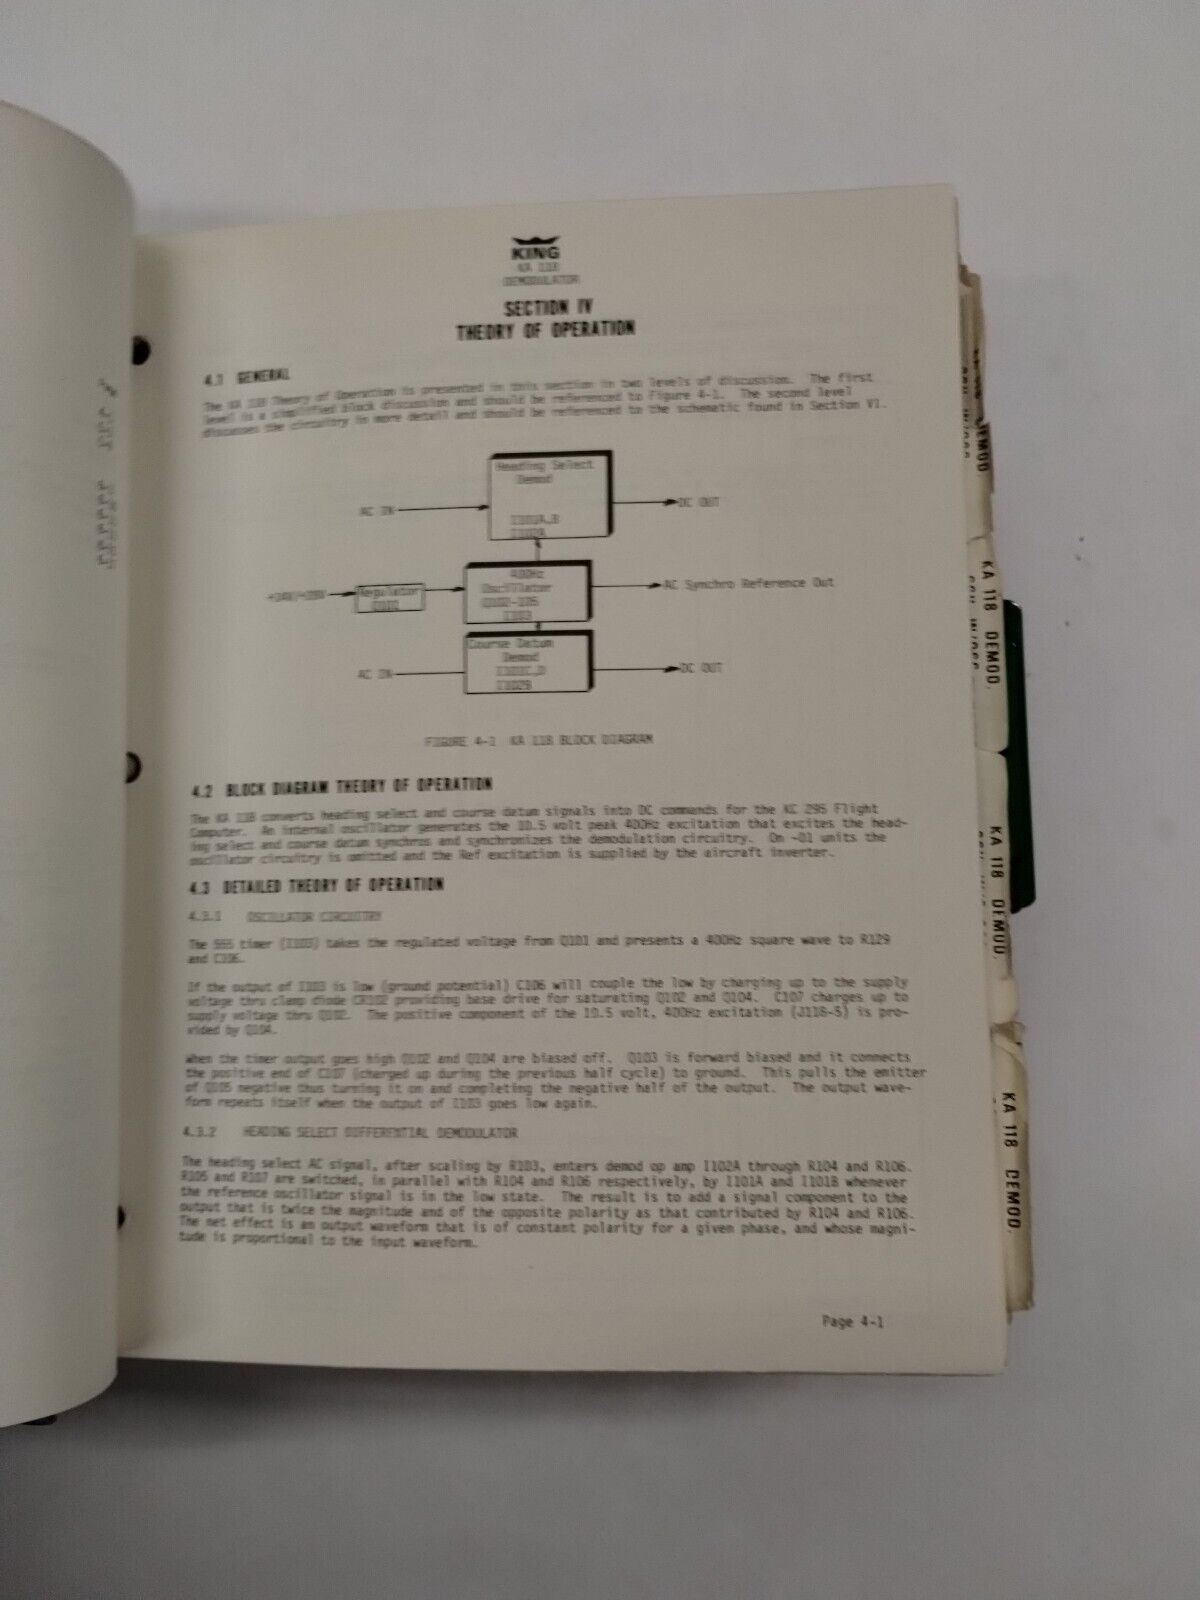 KING
KA 118
DEMODULATOR
SECTION IV
THEORY OF OPERATION
4.1 GENERAL
The KA 118 Theory of Operation is presented in this section in two levels of discussion. The first
level is a simplified block discussion and should be referenced to Figure 4-1. The second level
discusses the circuitry in more detail and should be referenced to the schematic found in Section VI.
Heading Select
Demod
I101A,B
I102A
AC IN
DC OUT
400Hz
Oscillator
Q102-105
I103
+14V/+28V
Regulator
Q101
AC Synchro Reference Out
Course Datum
Demod
I101C,D
I102B
AC IN
DC OUT
FIGURE 4-1 KA 118 BLOCK DIAGRAM
4.2 BLOCK DIAGRAM THEORY OF OPERATION
The KA 118 converts heading select and course datum signals into DC commands for the KC 295 Flight
Computer. An internal oscillator generates the 10.5 volt peak 400Hz excitation that excites the head-
ing select and course datum synchros and synchronizes the demodulation circuitry. On -01 units the
oscillator circuitry is omitted and the Ref excitation is supplied by the aircraft inverter.
4.3 DETAILED THEORY OF OPERATION
4.3.1 OSCILLATOR CIRCUITRY
The 555 timer (I103) takes the regulated voltage from Q101 and presents a 400Hz square wave to R129
and C106.
If the output of I103 is low (ground potential) C106 will couple the low by charging up to the supply
voltage thru clamp diode CR102 providing base drive for saturating Q102 and Q104. C107 charges up to
supply voltage thru Q102. The positive component of the 10.5 volt, 400Hz excitation (J118-5) is pro-
vided by Q104.
When the timer output goes high Q102 and Q104 are biased off. Q103 is forward biased and it connects
the positive end of C107 (charged up during the previous half cycle) to ground. This pulls the emitter
of Q105 negative thus turning it on and completing the negative half of the output. The output wave-
form repeats itself when the output of I103 goes low again.
4.3.2 HEADING SELECT DIFFERENTIAL DEMODULATOR
The heading select AC signal, after scaling by R103, enters demod op amp I102A through R104 and R106.
R105 and R107 are switched, in parallel with R104 and R106 respectively, by I101A and I101B whenever
the reference oscillator signal is in the low state. The result is to add a signal component to the
output that is twice the magnitude and of the opposite polarity as that contributed by R104 and R106.
The net effect is an output waveform that is of constant polarity for a given phase, and whose magni-
tude is proportional to the input waveform.
Page 4-1
DEMOD
KA 118 DEMOD.
KA 118 DEMOD.
KA 118 DEMOD.